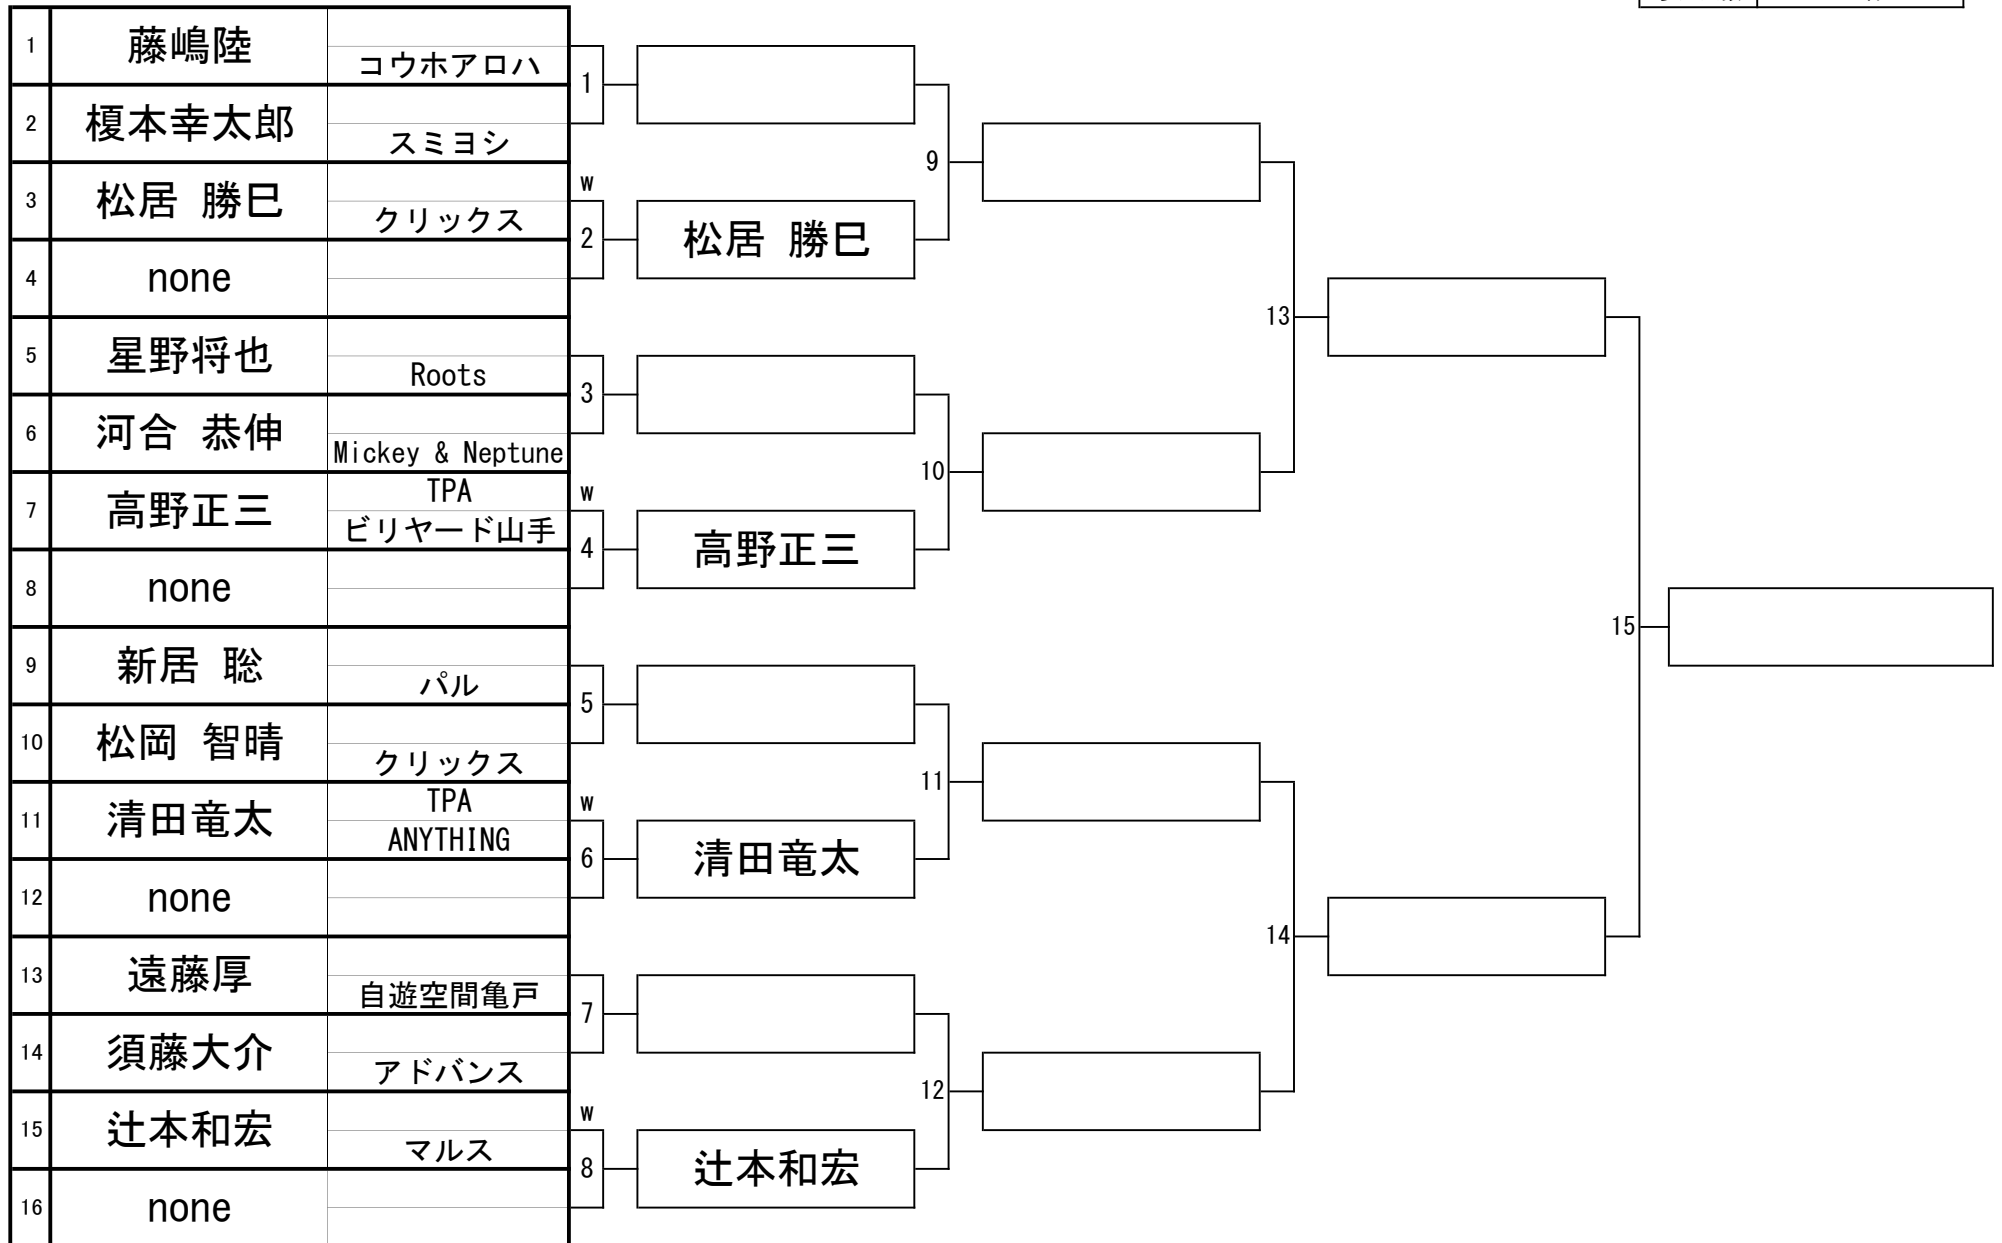 1 藤嶋陸 コウホアロハ
2 榎本幸太郎 スミヨシ
1
9
3 松居 勝巳 クリックス
w
2 松居 勝巳
4 none
13
5 星野将也 Roots
3
6 河合 恭伸 Mickey & Neptune
10
7 高野正三 TPA
ビリヤード山手
w
4 高野正三
8 none
15
9 新居 聡 パル
5
10 松岡 智晴 クリックス
11
11 清田竜太 TPA
ANYTHING
w
6 清田竜太
12 none
14
13 遠藤厚 自遊空間亀戸
7
14 須藤大介 アドバンス
12
15 辻本和宏 マルス
w
8 辻本和宏
16 none